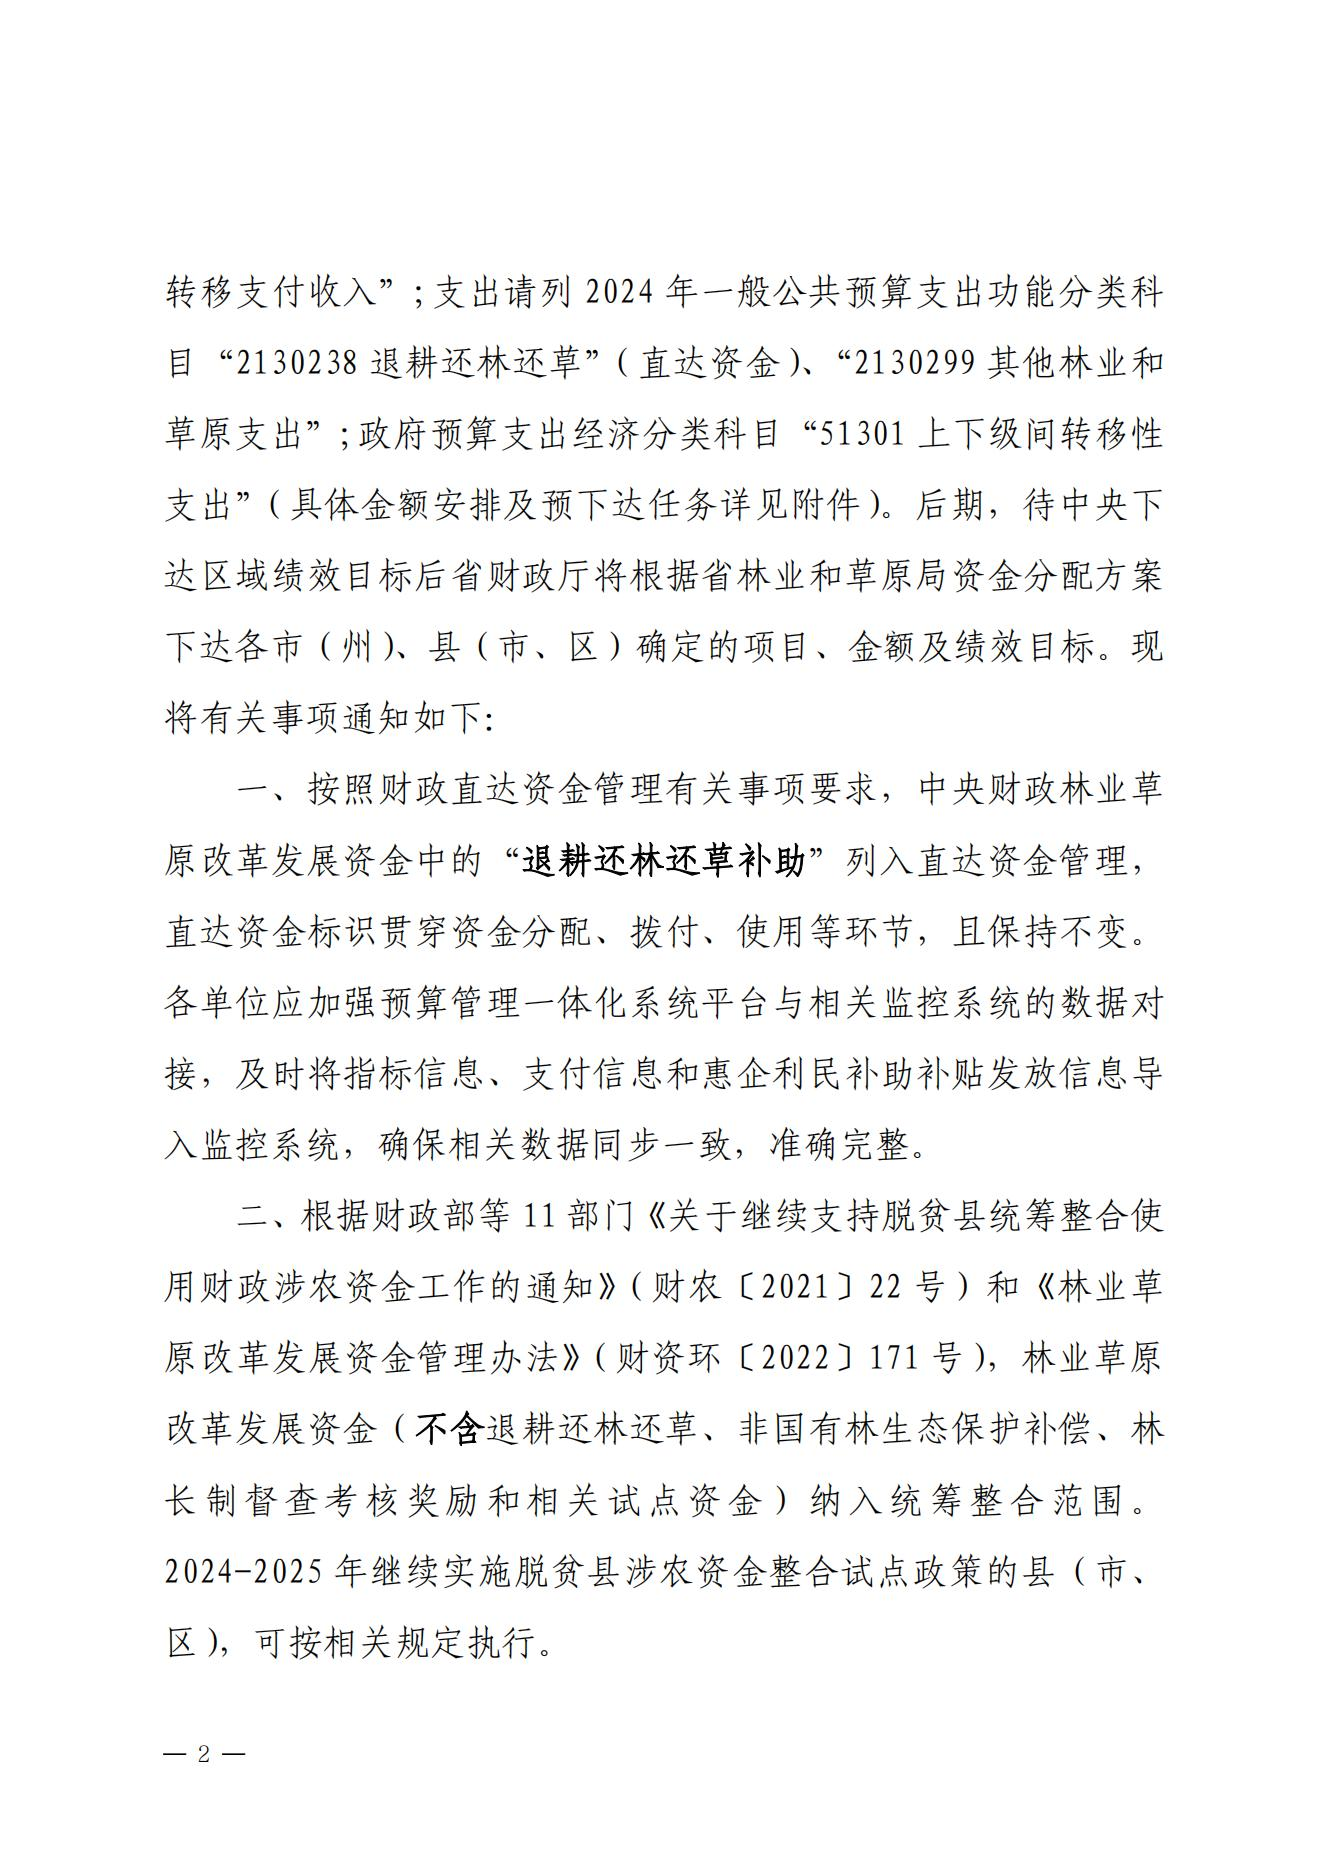 转移支付收入”；支出请列 2024 年一般公共预算支出功能分类科
目“2130238 退耕还林还草”（直达资金）、“2130299 其他林业和
草原支出”；政府预算支出经济分类科目“51301 上下级间转移性
支出”（具体金额安排及预下达任务详见附件）。后期，待中央下
达区域绩效目标后省财政厅将根据省林业和草原局资金分配方案
下达各市（州）、县（市、区）确定的项目、金额及绩效目标。现
将有关事项通知如下：
一、按照财政直达资金管理有关事项要求，中央财政林业草
原改革发展资金中的“退耕还林还草补助”列入直达资金管理，
直达资金标识贯穿资金分配、拨付、使用等环节，且保持不变。
各单位应加强预算管理一体化系统平台与相关监控系统的数据对
接，及时将指标信息、支付信息和惠企利民补助补贴发放信息导
入监控系统，确保相关数据同步一致，准确完整。
二、根据财政部等 11 部门《关于继续支持脱贫县统筹整合使
用财政涉农资金工作的通知》（财农〔2021〕22 号）和《林业草
原改革发展资金管理办法》（财资环〔2022〕171 号），林业草原
改革发展资金（不含退耕还林还草、非国有林生态保护补偿、林
长制督查考核奖励和相关试点资金）纳入统筹整合范围。
2024-2025 年继续实施脱贫县涉农资金整合试点政策的县（市、
区），可按相关规定执行。
— 2 —